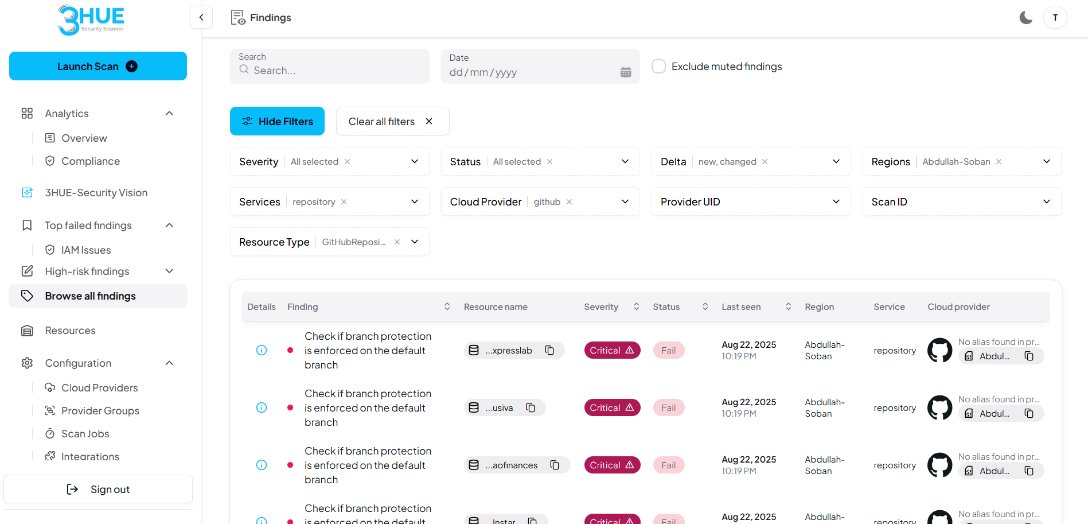 3HUE
Security Scanner
Findings
T
Launch Scan
Analytics
Overview
Compliance
3HUE-Security Vision
Top failed findings
IAM Issues
High-risk findings
Browse all findings
Resources
Configuration
Cloud Providers
Provider Groups
Scan Jobs
Integrations
Sign out
Search
Search...
Date
dd / mm / yyyy
Exclude muted findings
Hide Filters
Clear all filters
Severity All selected
Status All selected
Delta new, changed
Regions Abdullah-Soban
Services repository
Cloud Provider github
Provider UID
Scan ID
Resource Type GitHubReposi...
Details Finding Resource name Severity Status Last seen Region Service Cloud provider
Check if branch protection
is enforced on the default
branch
...xpresslab
Critical
Fail
Aug 22, 2025
10:19 PM
Abdullah-
Soban
repository
No alias found in pr...
Abdul...
Check if branch protection
is enforced on the default
branch
...usiva
Critical
Fail
Aug 22, 2025
10:19 PM
Abdullah-
Soban
repository
No alias found in pr...
Abdul...
Check if branch protection
is enforced on the default
branch
...aofinances
Critical
Fail
Aug 22, 2025
10:19 PM
Abdullah-
Soban
repository
No alias found in pr...
Abdul...
Check if branch protection
is enforced on the default
Critical
Fail
Aug 22, 2025
10:19 PM
Abdullah-
Soban
repository
No alias found in pr...
Abdul...